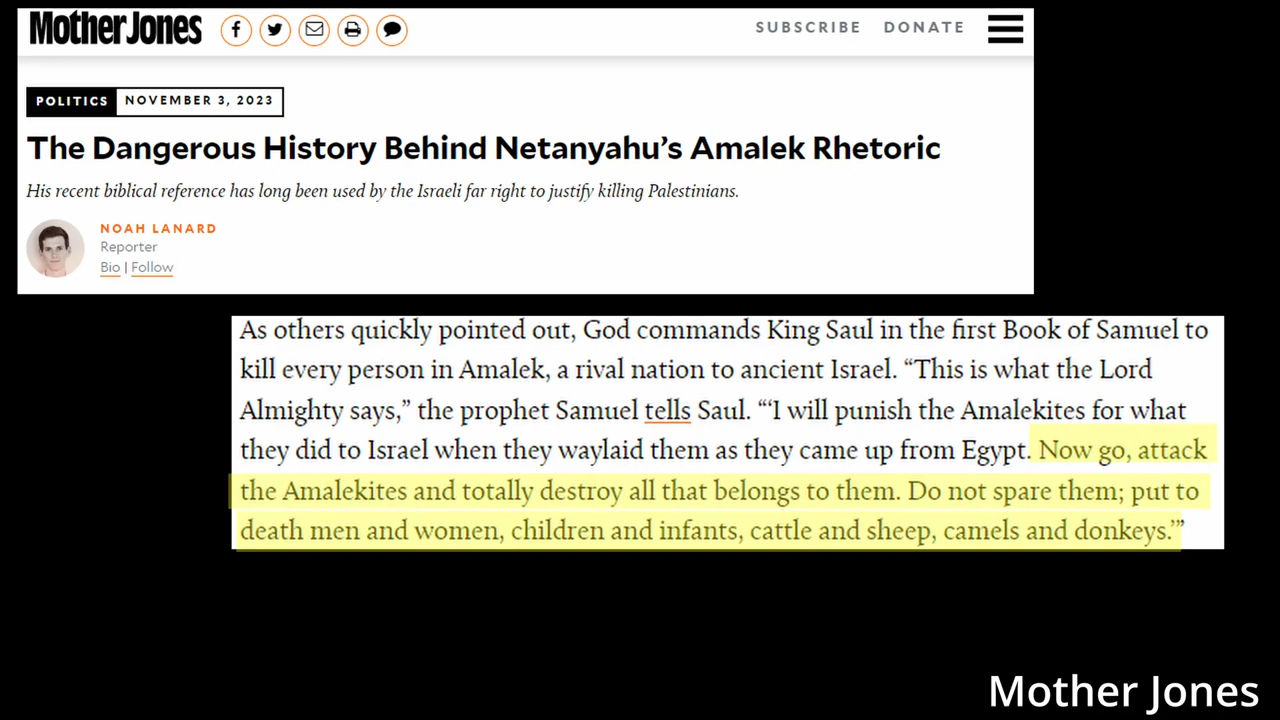 Mother Jones
SUBSCRIBE DONATE
POLITICS NOVEMBER 3, 2023
The Dangerous History Behind Netanyahu’s Amalek Rhetoric
His recent biblical reference has long been used by the Israeli far right to justify killing Palestinians.
NOAH LANARD
Reporter
Bio | Follow
As others quickly pointed out, God commands King Saul in the first Book of Samuel to
kill every person in Amalek, a rival nation to ancient Israel. “This is what the Lord
Almighty says,” the prophet Samuel tells Saul. “‘I will punish the Amalekites for what
they did to Israel when they waylaid them as they came up from Egypt. Now go, attack
the Amalekites and totally destroy all that belongs to them. Do not spare them; put to
death men and women, children and infants, cattle and sheep, camels and donkeys.’”
Mother Jones